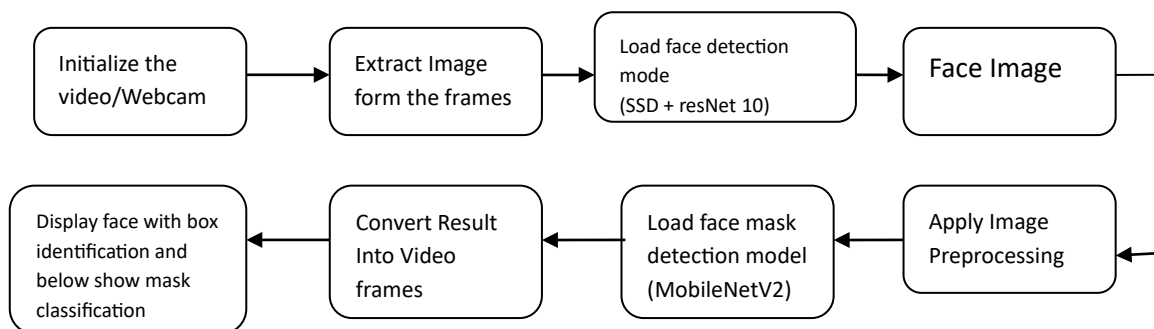 Initialize the
video/Webcam
Extract Image
form the frames
Load face detection
mode
(SSD + resNet 10)
Face Image
Apply Image
Preprocessing
Load face mask
detection model
(MobileNetV2)
Convert Result
Into Video
frames
Display face with box
identification and
below show mask
classification